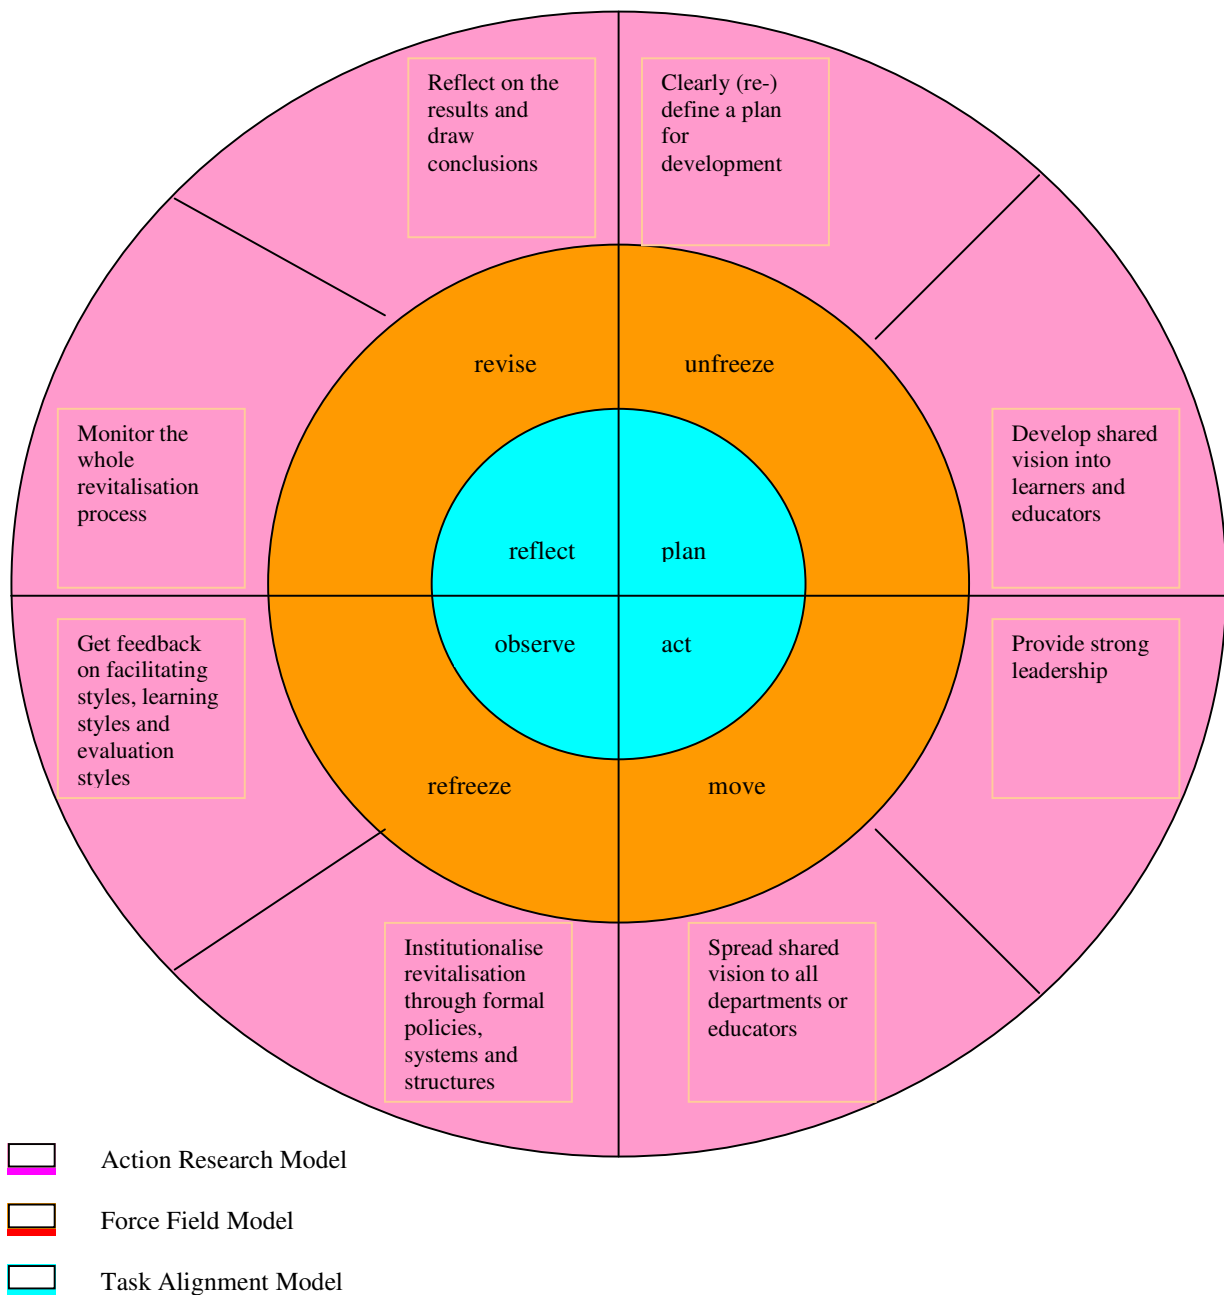 Reflect on the
results and
draw
conclusions
Clearly (re-)
define a plan
for
development
revise
unfreeze
Monitor the
whole
revitalisation
process
Develop shared
vision into
learners and
educators
reflect
plan
observe
act
Get feedback
on facilitating
styles, learning
styles and
evaluation
styles
Provide strong
leadership
refreeze
move
Institutionalise
revitalisation
through formal
policies,
systems and
structures
Spread shared
vision to all
departments or
educators
Action Research Model
Force Field Model
Task Alignment Model